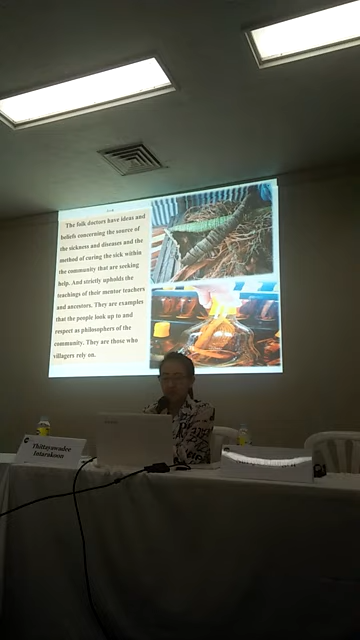 The folk doctors have ideas and
beliefs concerning the source of
the sickness and diseases and the
method of curing the sick within
the community that are seeking
help. And strictly upholds the
teachings of their mentor teachers
and ancestors. They are examples
that the people look up to and
respect as philosophers of the
community. They are those who
villagers rely on.
Thittayawadee
Intarakoon